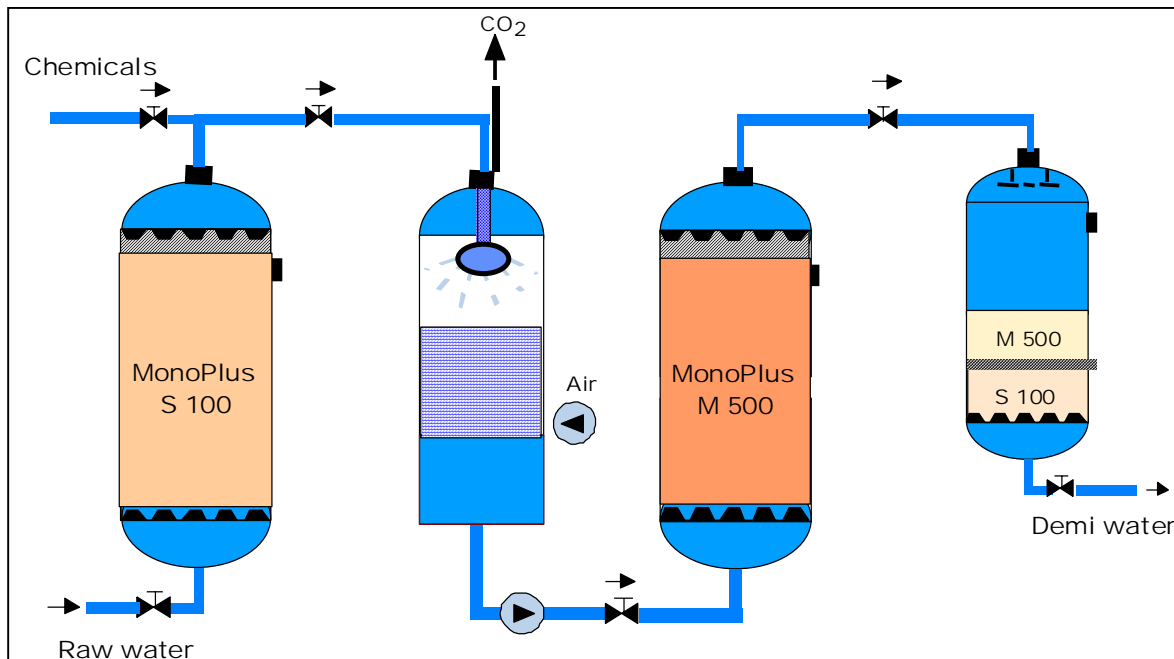 CO2
Chemicals
MonoPlus
S 100
Air
MonoPlus
M 500
M 500
S 100
Raw water
Demi water